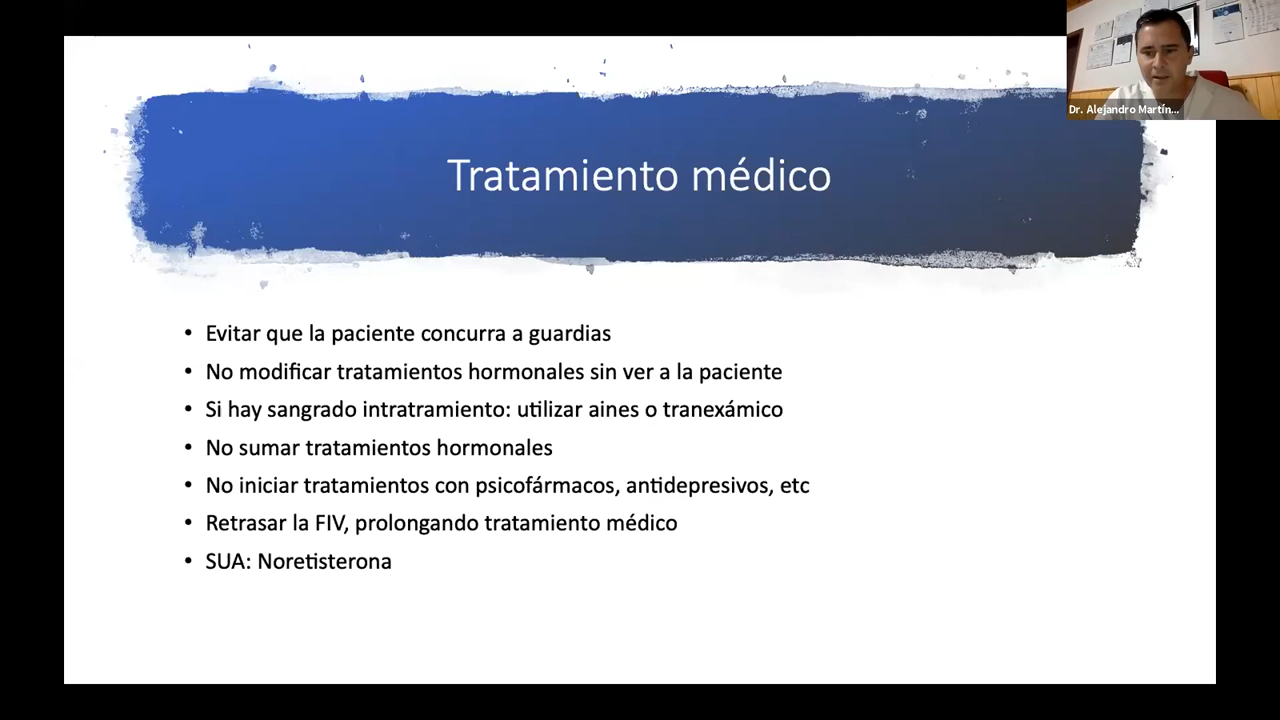 Dr. Alejandro Martín...
Tratamiento médico
• Evitar que la paciente concurra a guardias
• No modificar tratamientos hormonales sin ver a la paciente
• Si hay sangrado intratramiento: utilizar aines o tranexámico
• No sumar tratamientos hormonales
• No iniciar tratamientos con psicofármacos, antidepresivos, etc
• Retrasar la FIV, prolongando tratamiento médico
• SUA: Noretisterona